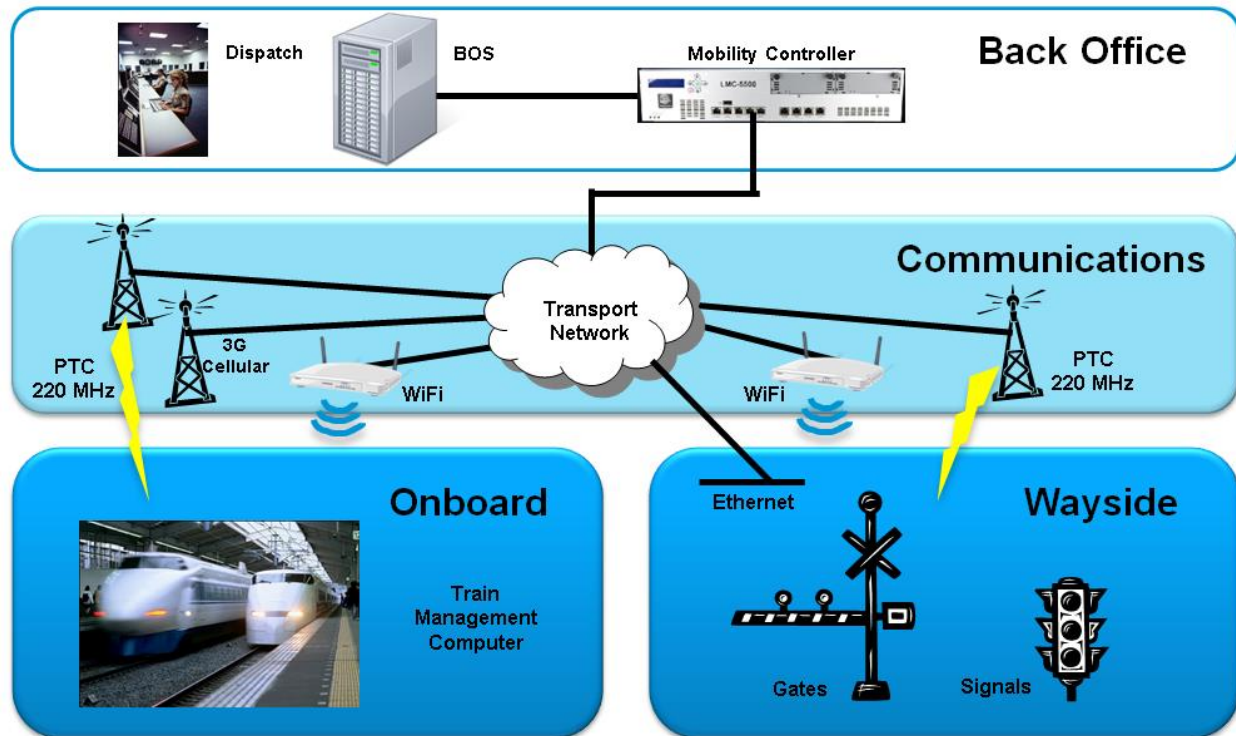 Dispatch
BOS
Mobility Controller
Back Office
LMC-5500
Communications
Transport
Network
3G
Cellular
PTC
220 MHz
WiFi
WiFi
PTC
220 MHz
Onboard
Train
Management
Computer
Ethernet
Wayside
Gates
Signals